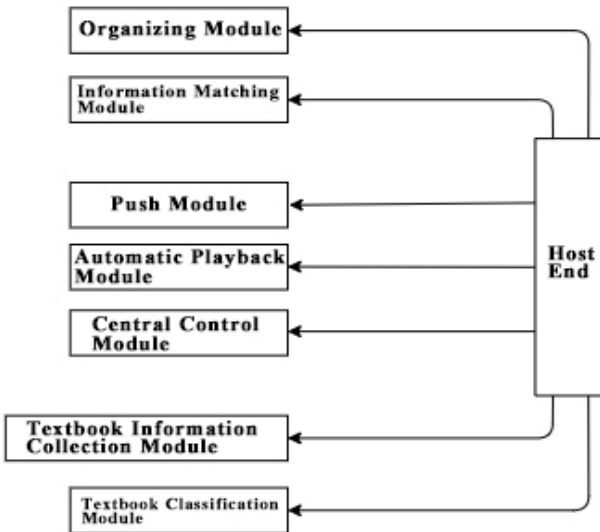 Organizing Module
Information Matching
Module
Push Module
Automatic Playback
Module
Central Control
Module
Textbook Information
Collection Module
Textbook Classification
Module
Host
End